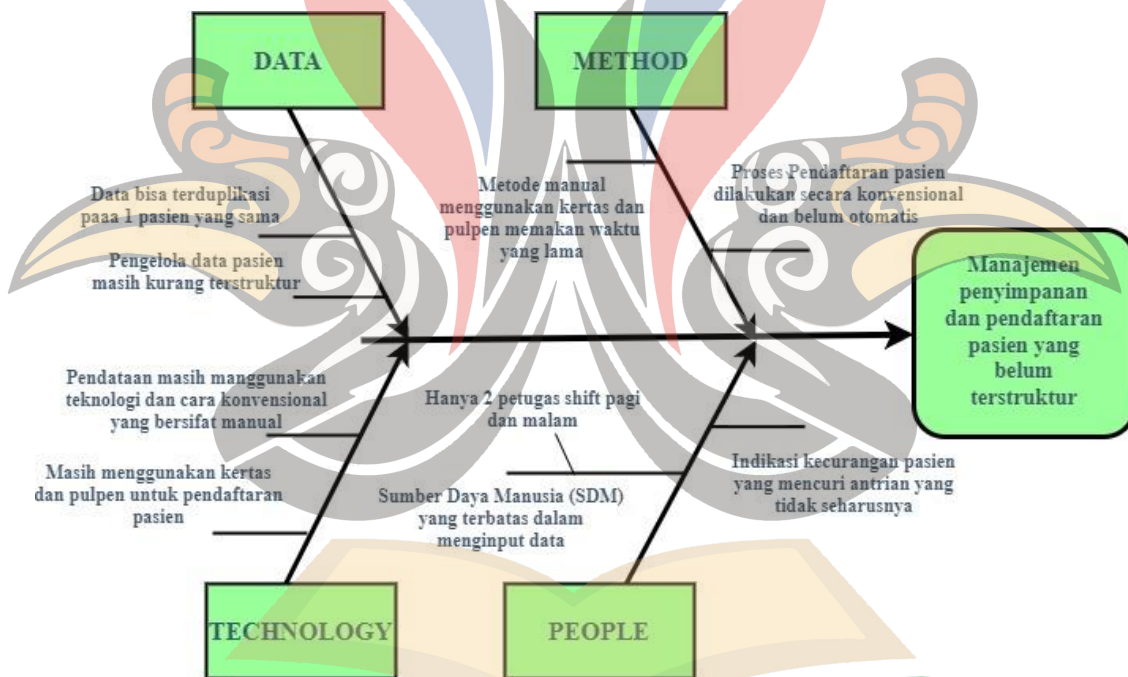 DATA
METHOD
Data bisa terduplikasi
paaa 1 pasien yang sama
Pengelola data pasien
masih kurang terstruktur
Metode manual
menggunakan kertas dan
pulpen memakan waktu
yang lama
Proses Pendaftaran pasien
dilakukan secara konvensional
dan belum otomatis
Manajemen
penyimpanan
dan pendaftaran
pasien yang
belum
terstruktur
Pendataan masih manggunakan
teknologi dan cara konvensional
yang bersifat manual
Masih menggunakan kertas
dan pulpen untuk pendaftaran
pasien
Hanya 2 petugas shift pagi
dan malam
Sumber Daya Manusia (SDM)
yang terbatas dalam
menginput data
Indikasi kecurangan pasien
yang mencuri antrian yang
tidak seharusnya
TECHNOLOGY
PEOPLE